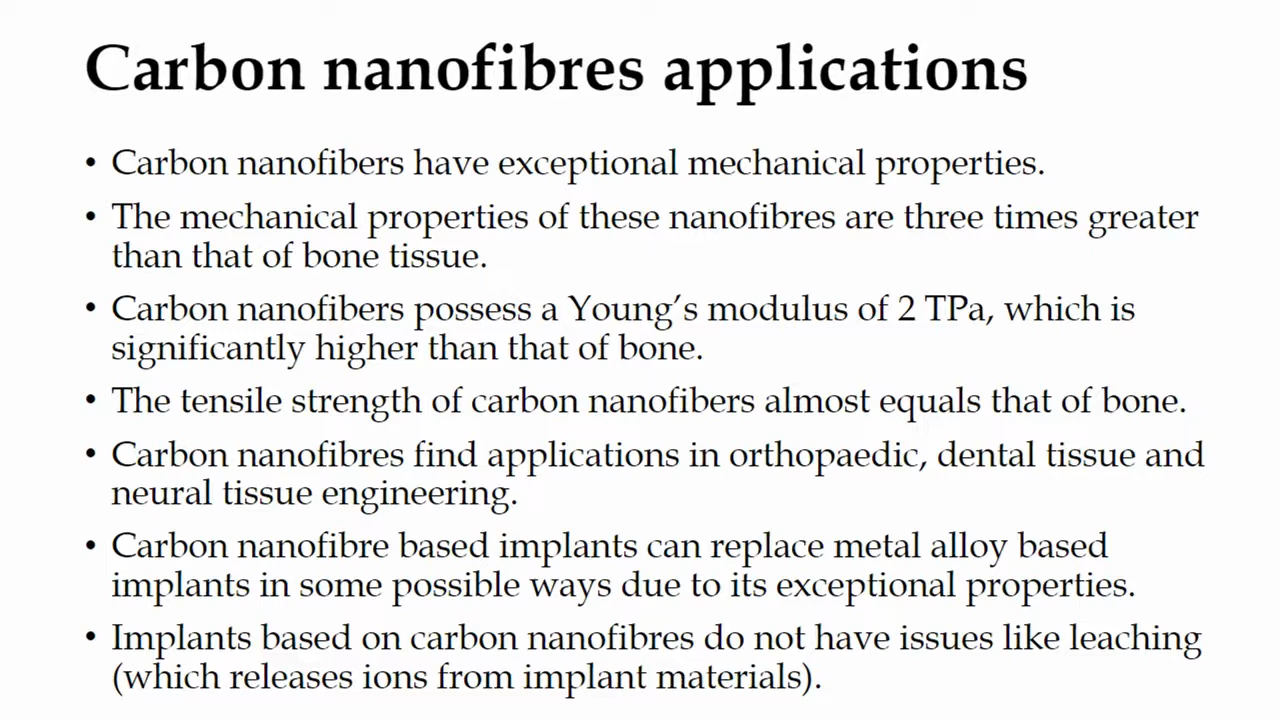 Carbon nanofibres applications
• Carbon nanofibers have exceptional mechanical properties.
• The mechanical properties of these nanofibres are three times greater
than that of bone tissue.
• Carbon nanofibers possess a Young’s modulus of 2 TPa, which is
significantly higher than that of bone.
• The tensile strength of carbon nanofibers almost equals that of bone.
• Carbon nanofibres find applications in orthopaedic, dental tissue and
neural tissue engineering.
• Carbon nanofibre based implants can replace metal alloy based
implants in some possible ways due to its exceptional properties.
• Implants based on carbon nanofibres do not have issues like leaching
(which releases ions from implant materials).